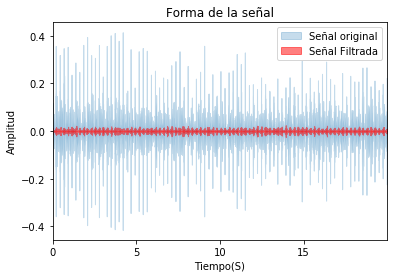 Forma de la señal
Señal original
Señal Filtrada
Amplitud
0.4
0.2
0.0
−0.2
−0.4
0
5
10
15
Tiempo(S)